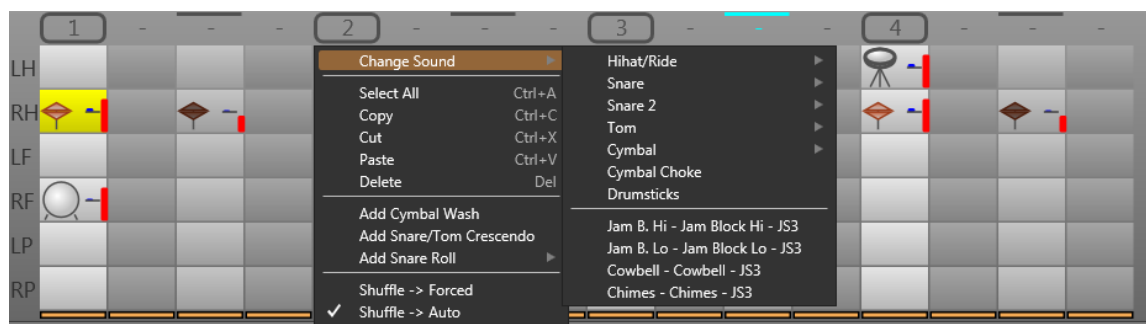 1 - - - 2 - - - 3 - - - 4 - - -
LH
RH
LF
RF
LP
RP
Change Sound
Select All Ctrl+A
Copy Ctrl+C
Cut Ctrl+X
Paste Ctrl+V
Delete Del
Add Cymbal Wash
Add Snare/Tom Crescendo
Add Snare Roll
Shuffle -> Forced
Shuffle -> Auto
Hihat/Ride
Snare
Snare 2
Tom
Cymbal
Cymbal Choke
Drumsticks
Jam B. Hi - Jam Block Hi - JS3
Jam B. Lo - Jam Block Lo - JS3
Cowbell - Cowbell - JS3
Chimes - Chimes - JS3